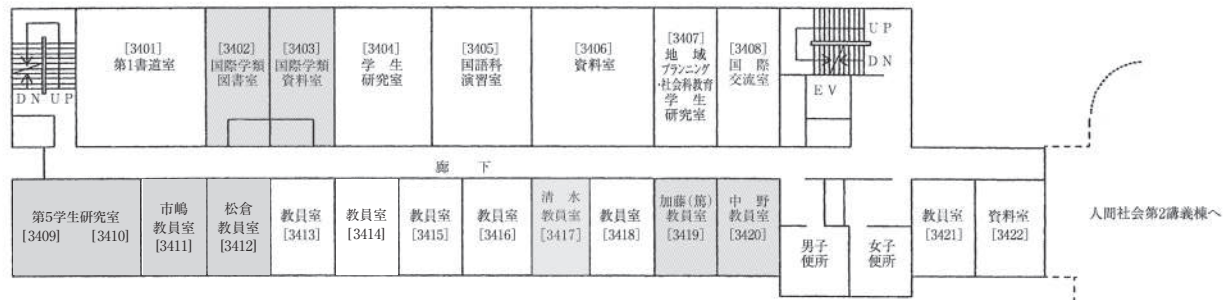 [3401]
第1書道室
[3402]
国際学類
図書室
[3403]
国際学類
資料室
[3404]
学生
研究室
[3405]
国語科
演習室
[3406]
資料室
[3407]
地域
プランニング
・社会科教育
学生
研究室
[3408]
国際
交流室
UP
DN
EV
DN UP
廊下
第5学生研究室
[3409] [3410]
市嶋
教員室
[3411]
松倉
教員室
[3412]
教員室
[3413]
教員室
[3414]
教員室
[3415]
教員室
[3416]
清水
教員室
[3417]
教員室
[3418]
加藤(篤)
教員室
[3419]
中野
教員室
[3420]
男子
便所
女子
便所
教員室
[3421]
資料室
[3422]
人間社会第2講義棟へ